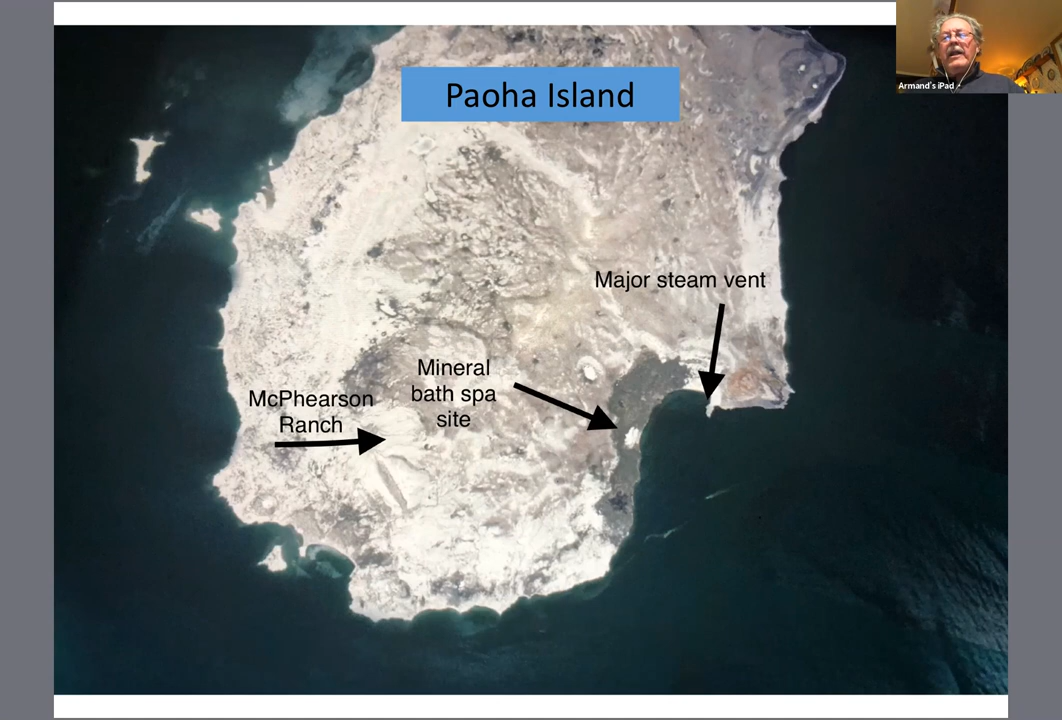 Paoha Island
Armand's iPad
Major steam vent
Mineral
bath spa
site
McPhearson
Ranch